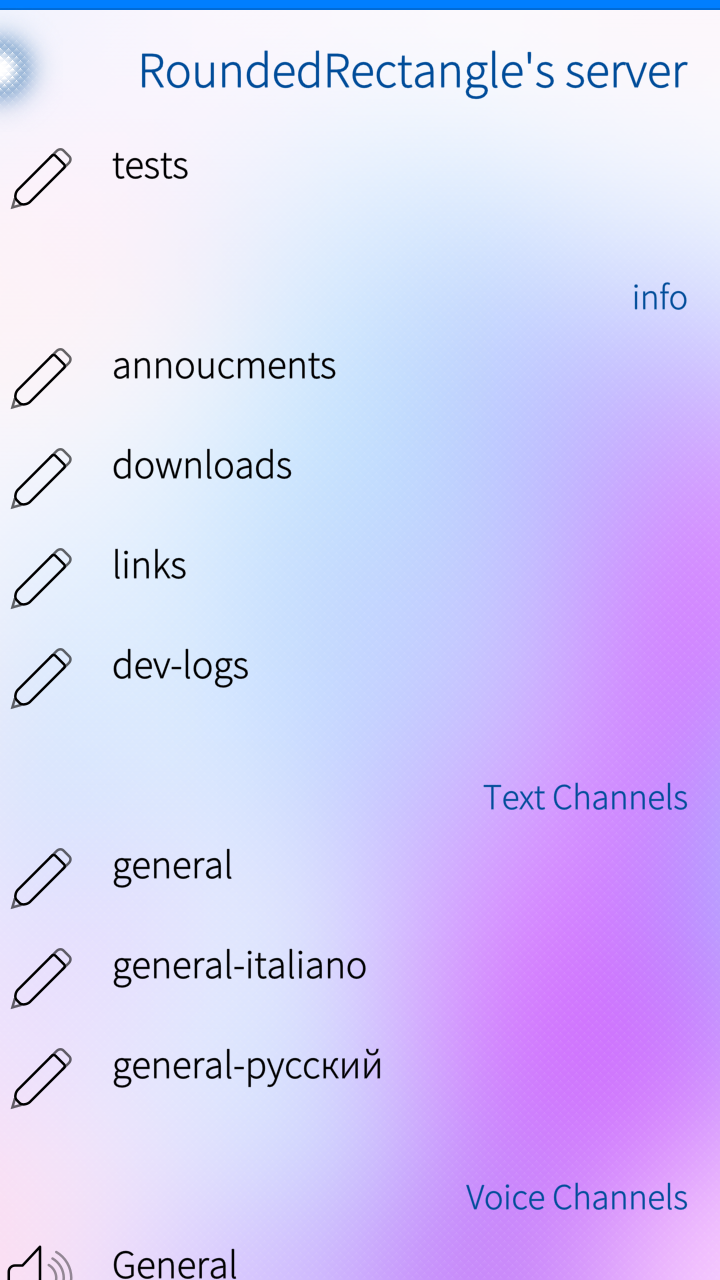 RoundedRectangle's server
tests
info
annoucments
downloads
links
dev-logs
Text Channels
general
general-italiano
general-русский
Voice Channels
General